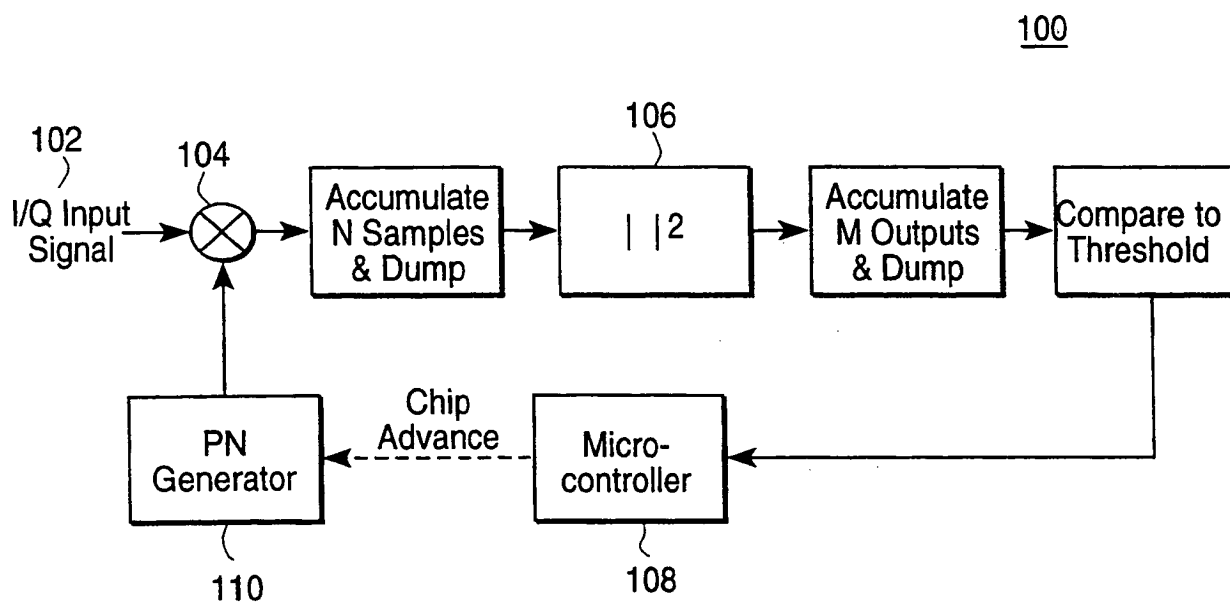 100
102
104
106
I/Q Input
Signal
Accumulate
N Samples
& Dump
| |2
Accumulate
M Outputs
& Dump
Compare to
Threshold
Chip
Advance
PN
Generator
Micro-
controller
110
108